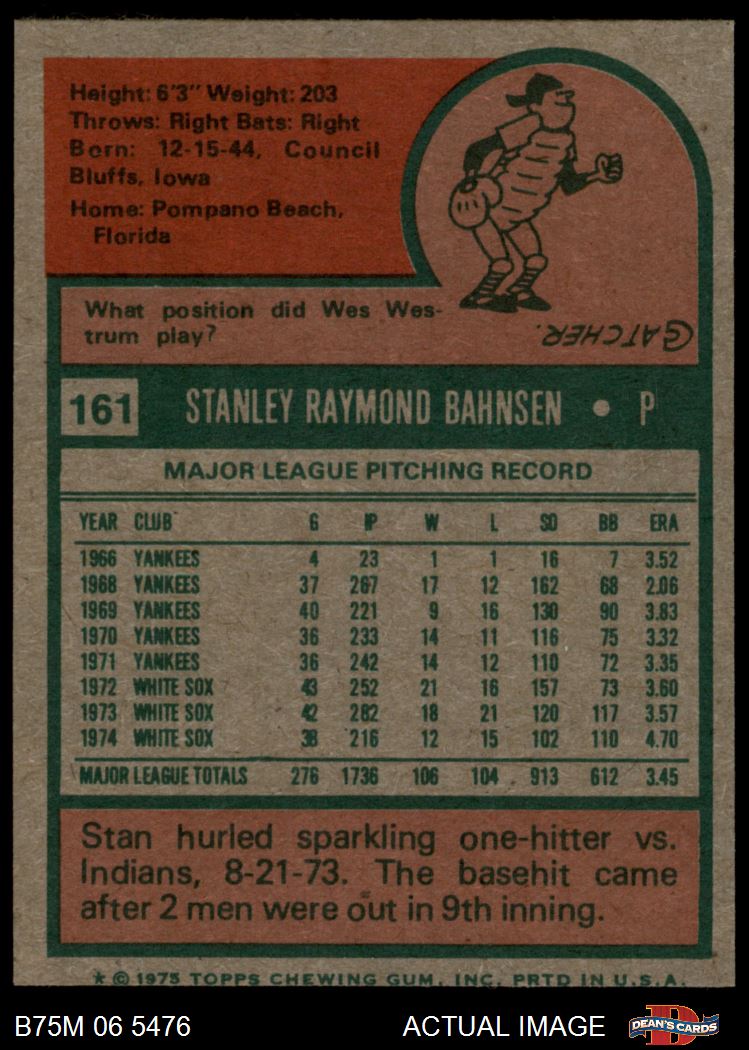 Height: 6'3" Weight: 203
Throws: Right Bats: Right
Born: 12-15-44, Council
Bluffs, Iowa
Home: Pompano Beach,
Florida
What position did Wes Wes-
trum play?
CATCHER.
161 STANLEY RAYMOND BAHNSEN • P
MAJOR LEAGUE PITCHING RECORD
YEAR CLUB G IP W L SO BB ERA
1966 YANKEES 4 23 1 1 16 7 3.52
1968 YANKEES 37 267 17 12 162 68 2.06
1969 YANKEES 40 221 9 16 130 90 3.83
1970 YANKEES 36 233 14 11 116 75 3.32
1971 YANKEES 36 242 14 12 110 72 3.35
1972 WHITE SOX 43 252 21 16 157 73 3.60
1973 WHITE SOX 42 282 18 21 120 117 3.57
1974 WHITE SOX 38 216 12 15 102 110 4.70
MAJOR LEAGUE TOTALS 276 1736 106 104 913 612 3.45
Stan hurled sparkling one-hitter vs.
Indians, 8-21-73. The basehit came
after 2 men were out in 9th inning.
* © 1975 TOPPS CHEWING GUM, INC. PRTD IN U.S.A.
B75M 06 5476 ACTUAL IMAGE D DEAN'S CARDS